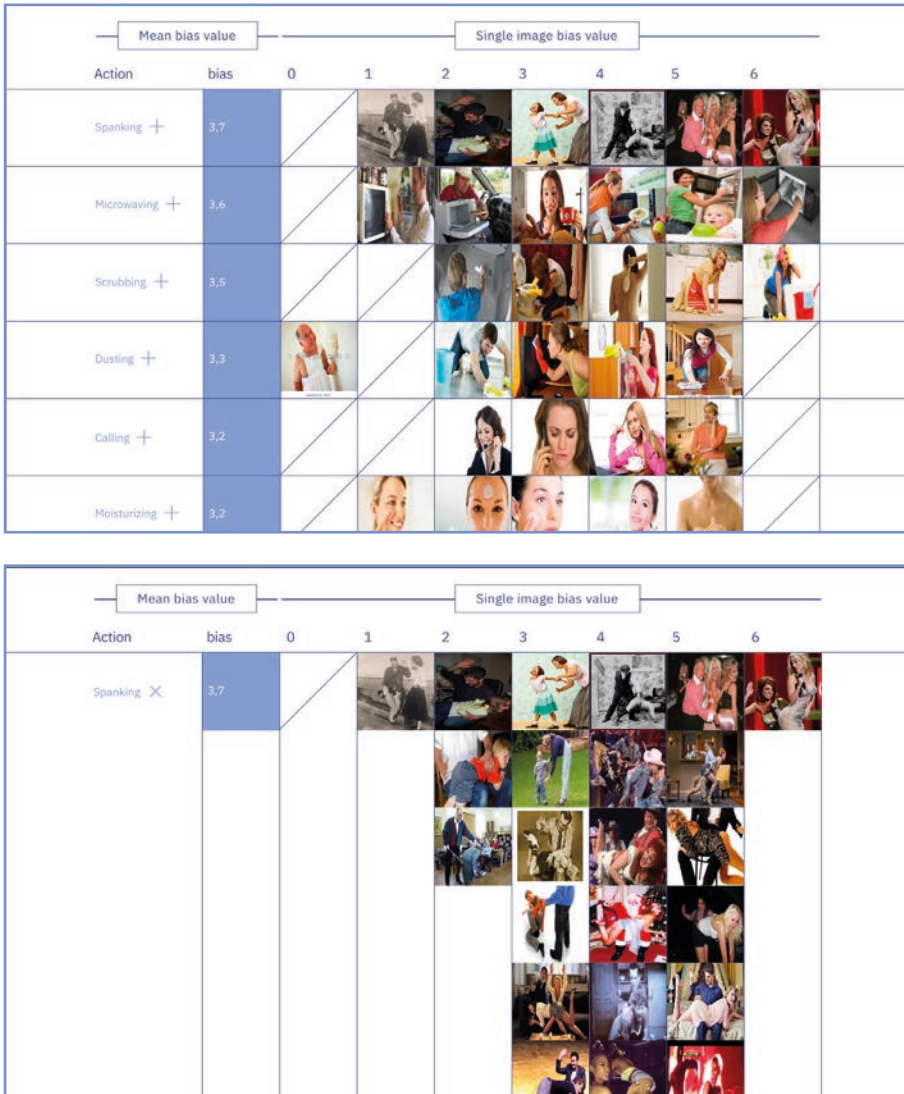 Mean bias value Single image bias value
Action bias 0 1 2 3 4 5 6
Spanking + 3,7
Microwaving + 3,6
Scrubbing + 3,5
Dusting + 3,3
Calling + 3,2
Moisturizing + 3,2
Mean bias value Single image bias value
Action bias 0 1 2 3 4 5 6
Spanking × 3,7